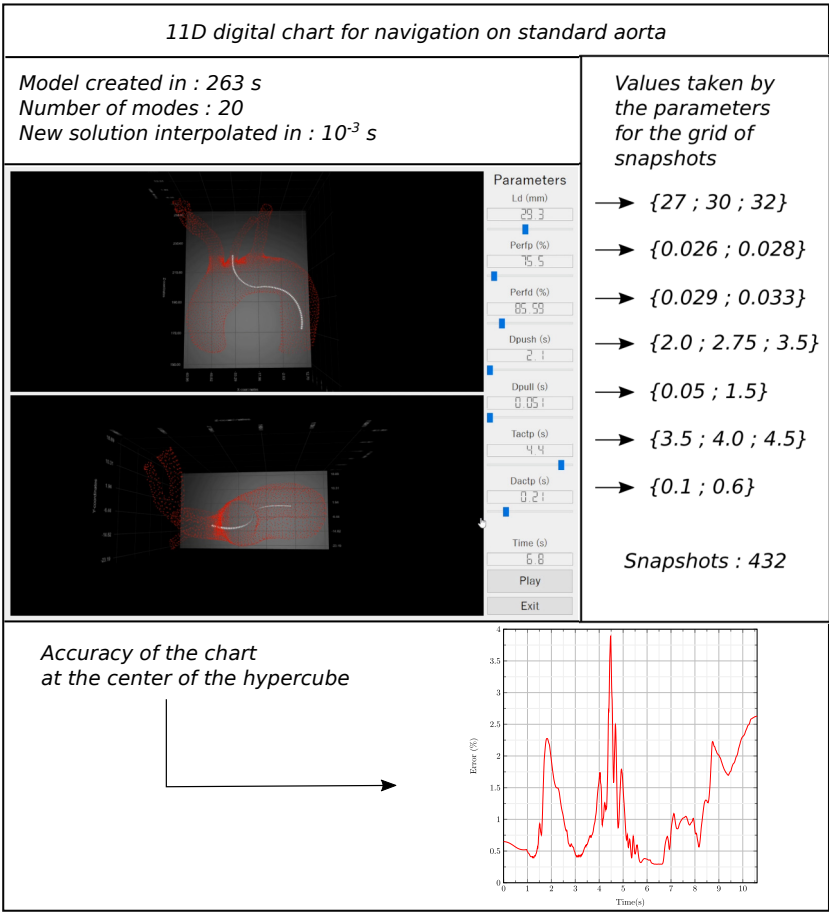 11D digital chart for navigation on standard aorta
Model created in : 263 s
Number of modes : 20
New solution interpolated in : 10⁻³ s
Values taken by
the parameters
for the grid of
snapshots
Parameters
Ld (mm)
29.3
{27 ; 30 ; 32}
Perfp (%)
75.5
{0.026 ; 0.028}
Perfd (%)
85.59
{0.029 ; 0.033}
Dpush (s)
2.1
{2.0 ; 2.75 ; 3.5}
Dpull (s)
0.051
{0.05 ; 1.5}
Tactp (s)
4.4
{3.5 ; 4.0 ; 4.5}
Dactp (s)
0.21
{0.1 ; 0.6}
Time (s)
6.8
Play
Exit
Snapshots : 432
Accuracy of the chart
at the center of the hypercube
Error (%)
4
3.5
3
2.5
2
1.5
1
0.5
0
0 1 2 3 4 5 6 7 8 9 10
Time(s)